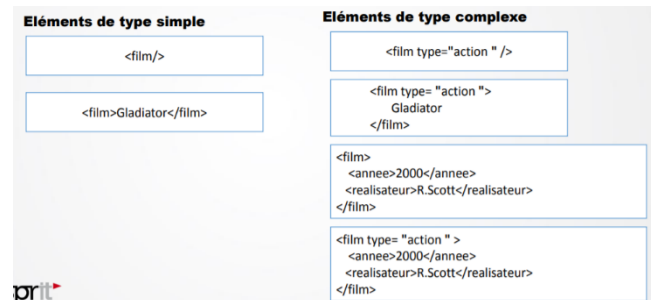 Eléments de type simple
<film/>
<film>Gladiator</film>
Eléments de type complexe
<film type="action " />
<film type= "action ">
Gladiator
</film>
<film>
<annee>2000</annee>
<realisateur>R.Scott</realisateur>
</film>
<film type= "action " >
<annee>2000</annee>
<realisateur>R.Scott</realisateur>
</film>
prit